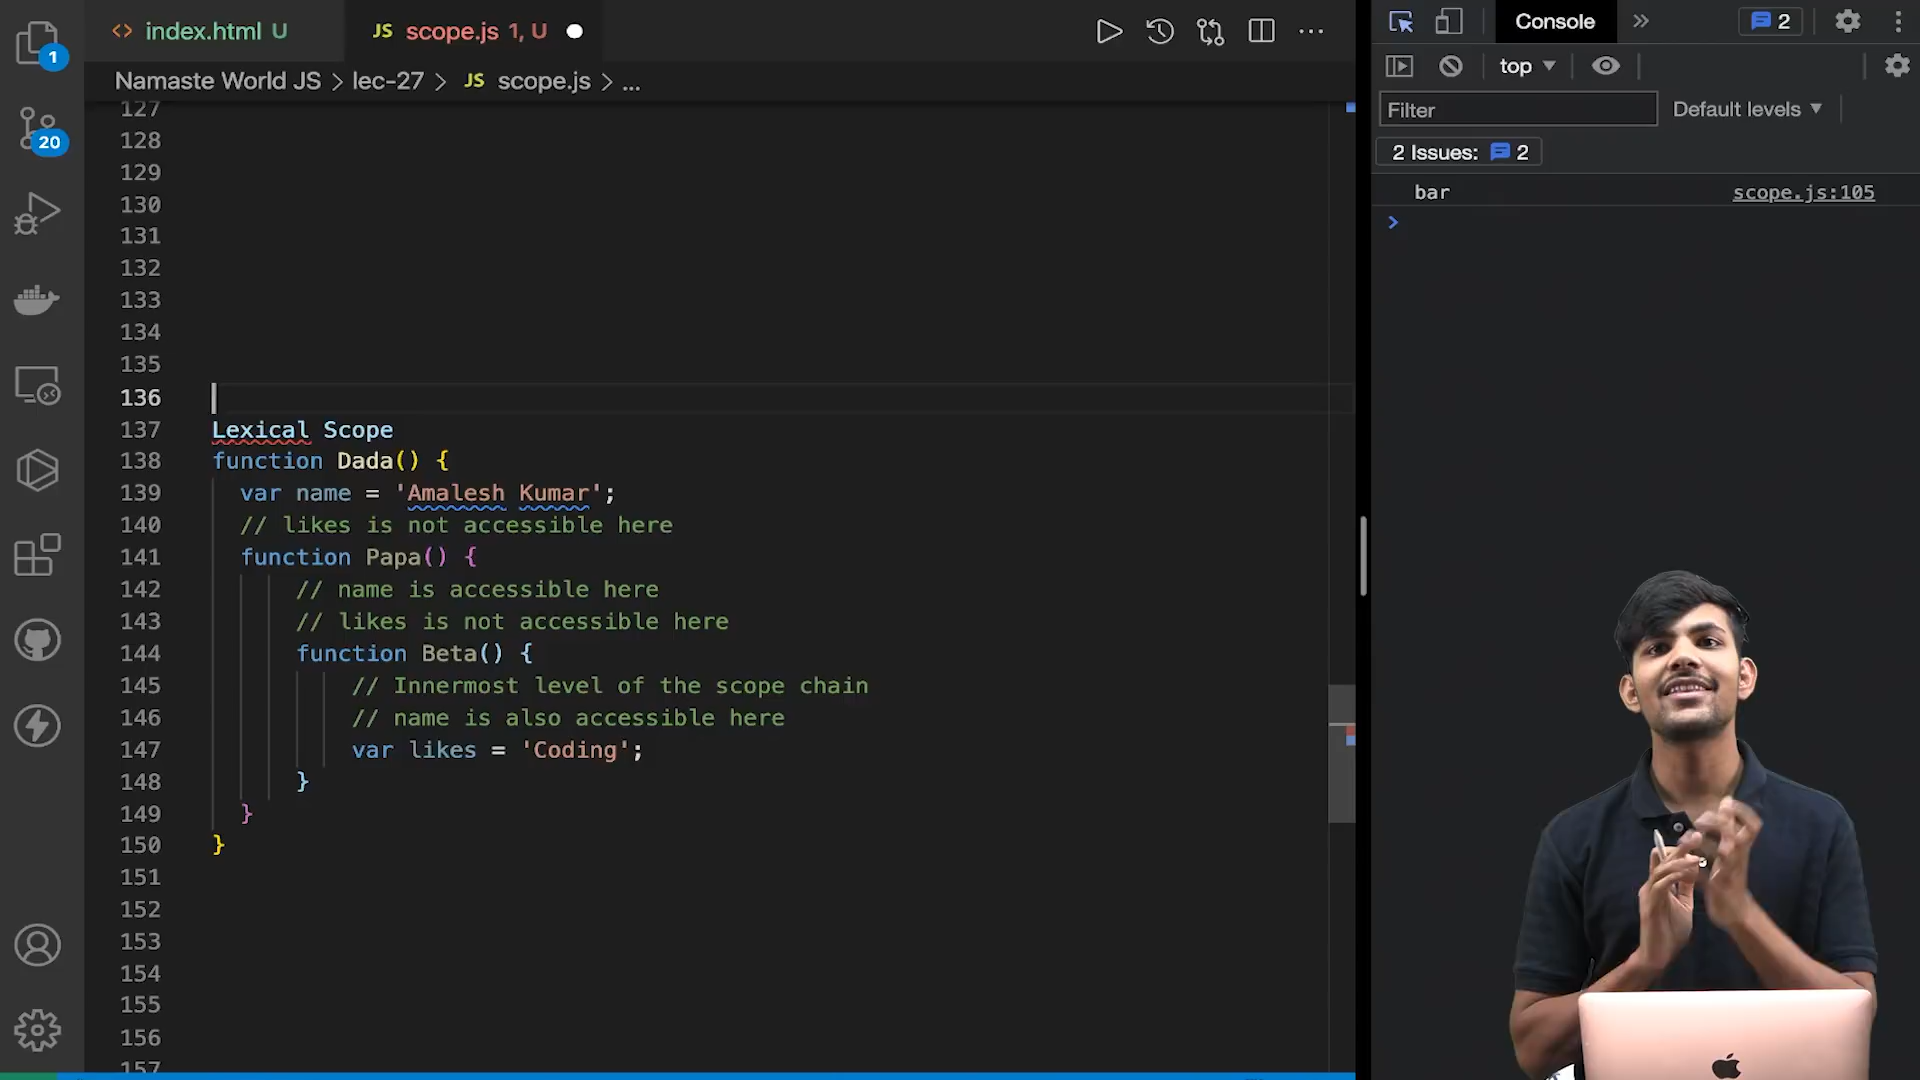 index.html U
JS scope.js 1, U
Namaste World JS > lec-27 > JS scope.js > ...
1
20
127
128
129
130
131
132
133
134
135
136
137 Lexical Scope
138 function Dada() {
139 var name = 'Amalesh Kumar';
140 // likes is not accessible here
141 function Papa() {
142 // name is accessible here
143 // likes is not accessible here
144 function Beta() {
145 // Innermost level of the scope chain
146 // name is also accessible here
147 var likes = 'Coding';
148 }
149 }
150 }
151
152
153
154
155
156
157
Console
2
top
Filter
Default levels
2 Issues: 2
bar scope.js:105
>